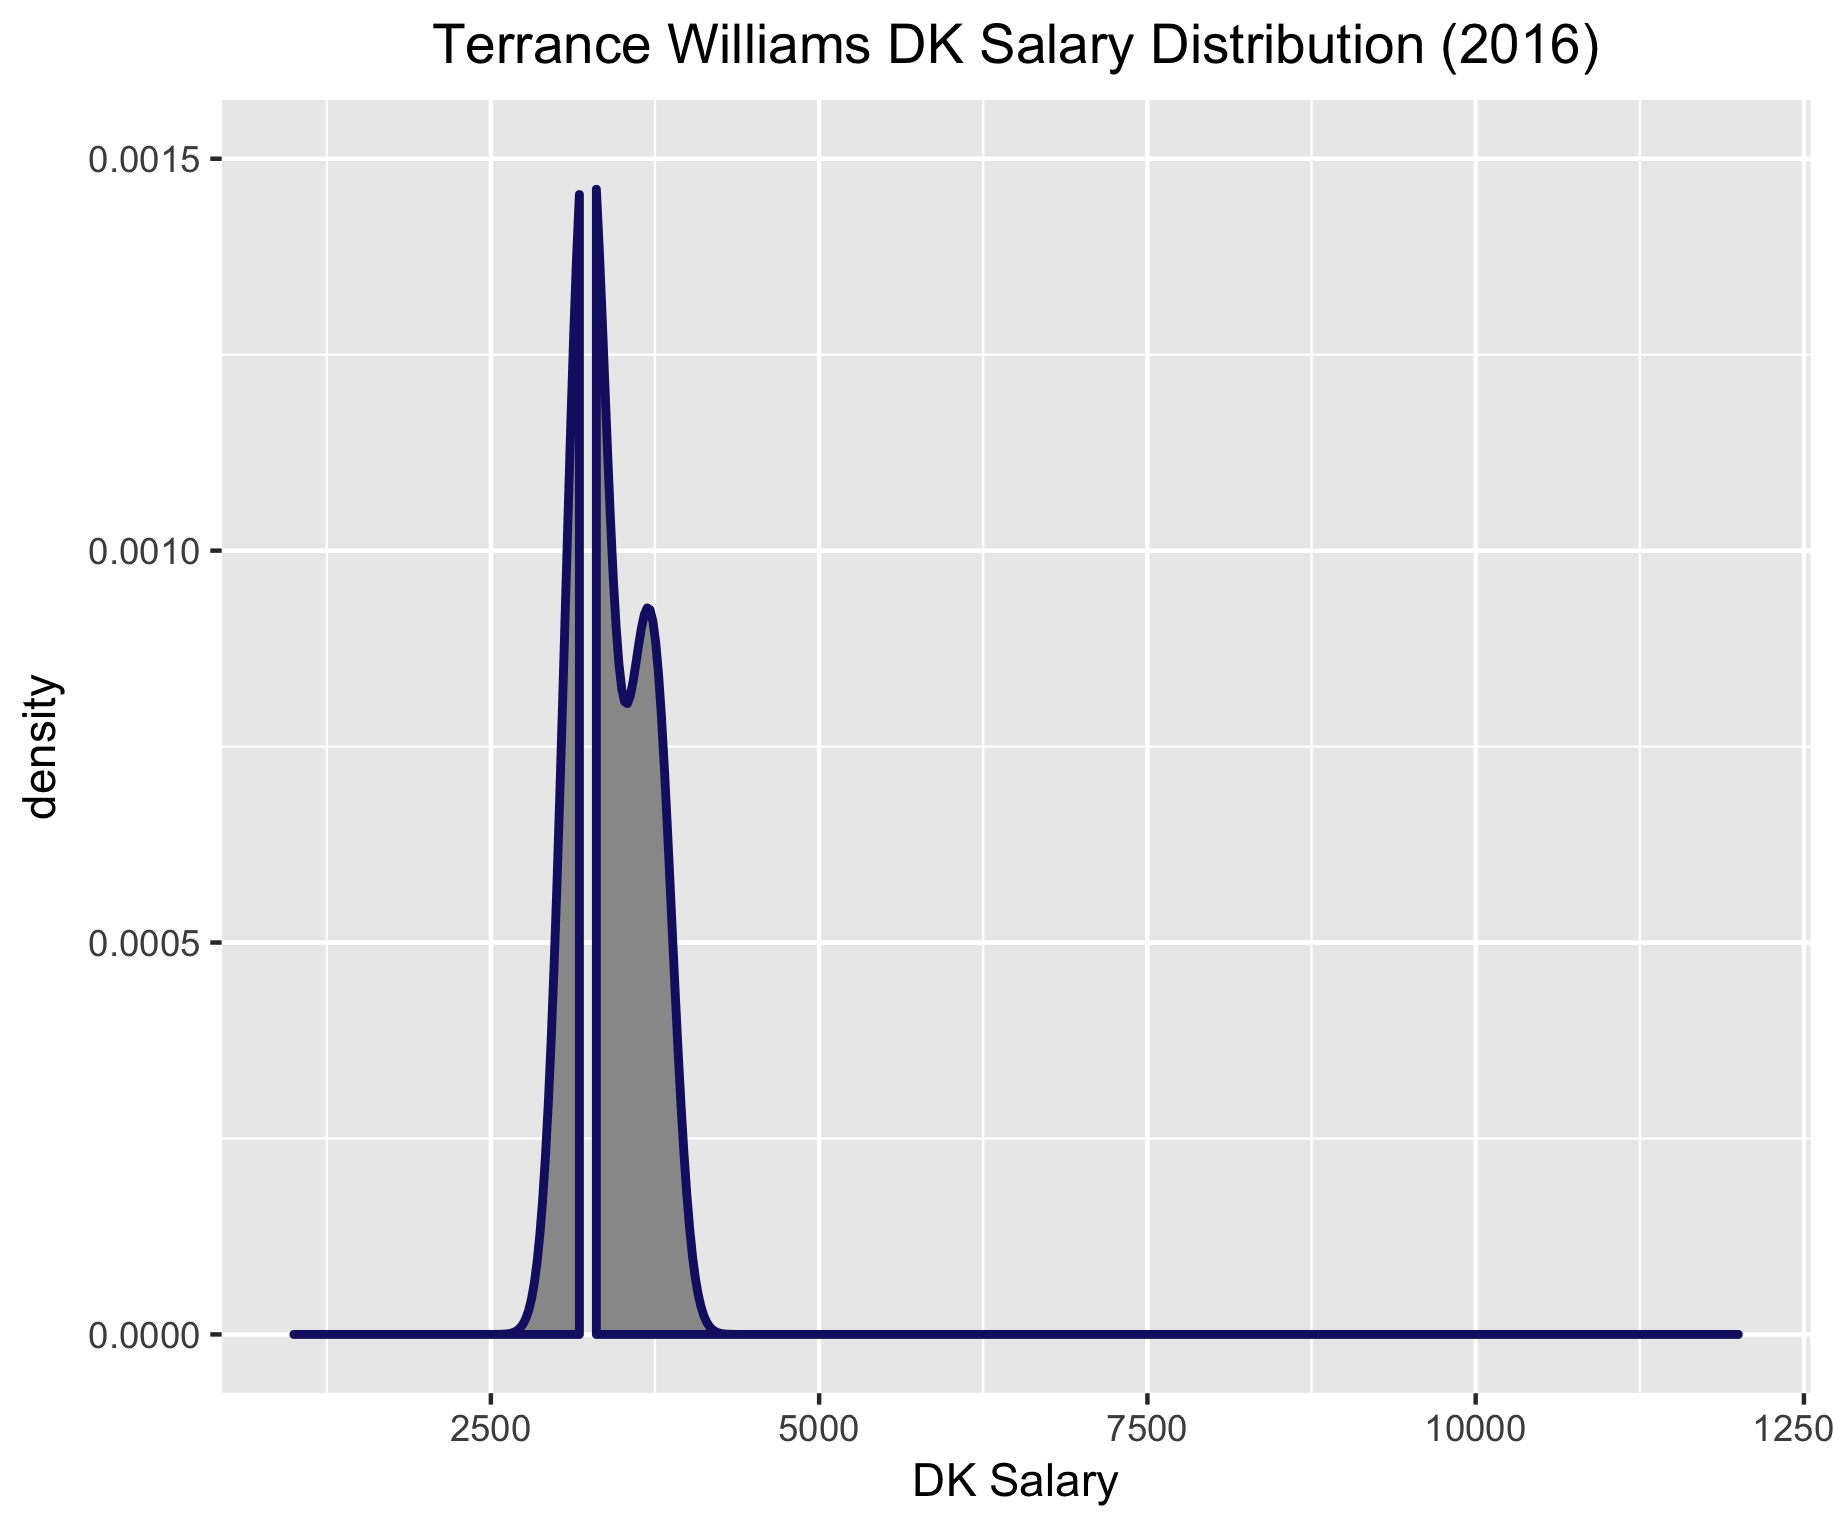 Terrance Williams DK Salary Distribution (2016)
0.0015
0.0010
0.0005
0.0000
density
2500 5000 7500 10000 1250
DK Salary